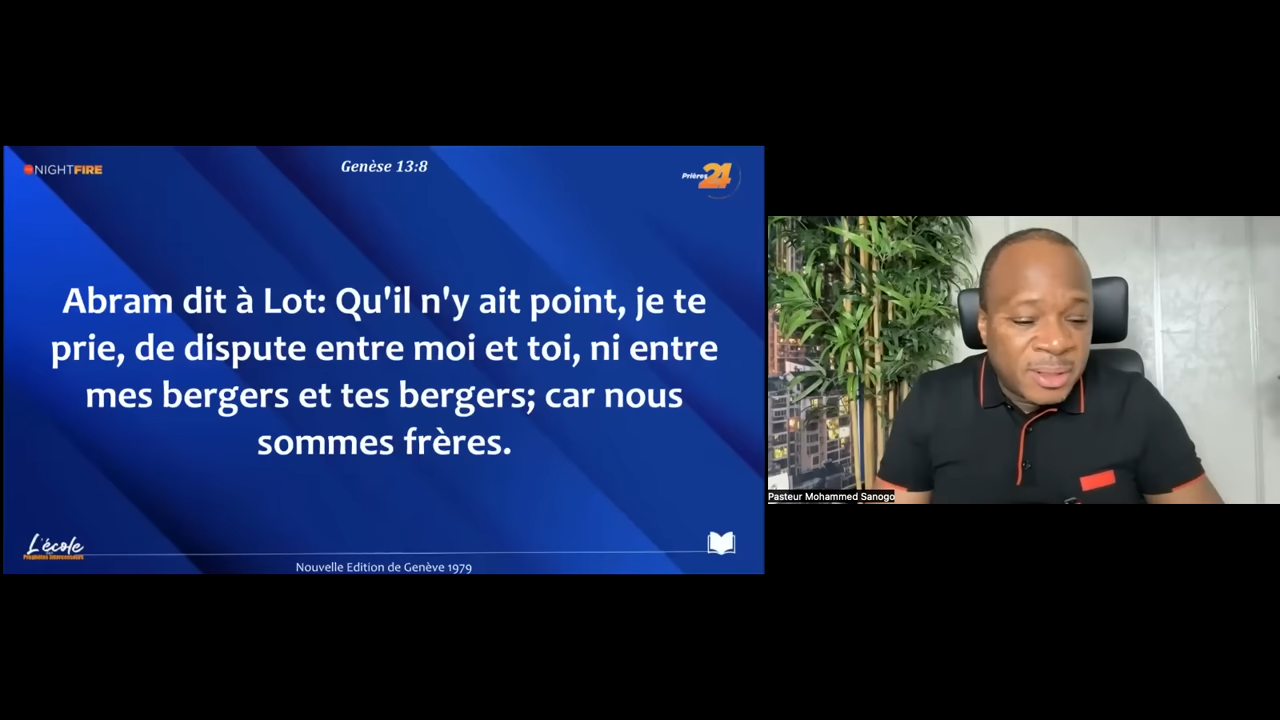 NIGHTFIRE
Genèse 13:8
Prières 24
Abram dit à Lot: Qu'il n'y ait point, je te
prie, de dispute entre moi et toi, ni entre
mes bergers et tes bergers; car nous
sommes frères.
L'école
Nouvelle Edition de Genève 1979
Pasteur Mohammed Sanogo